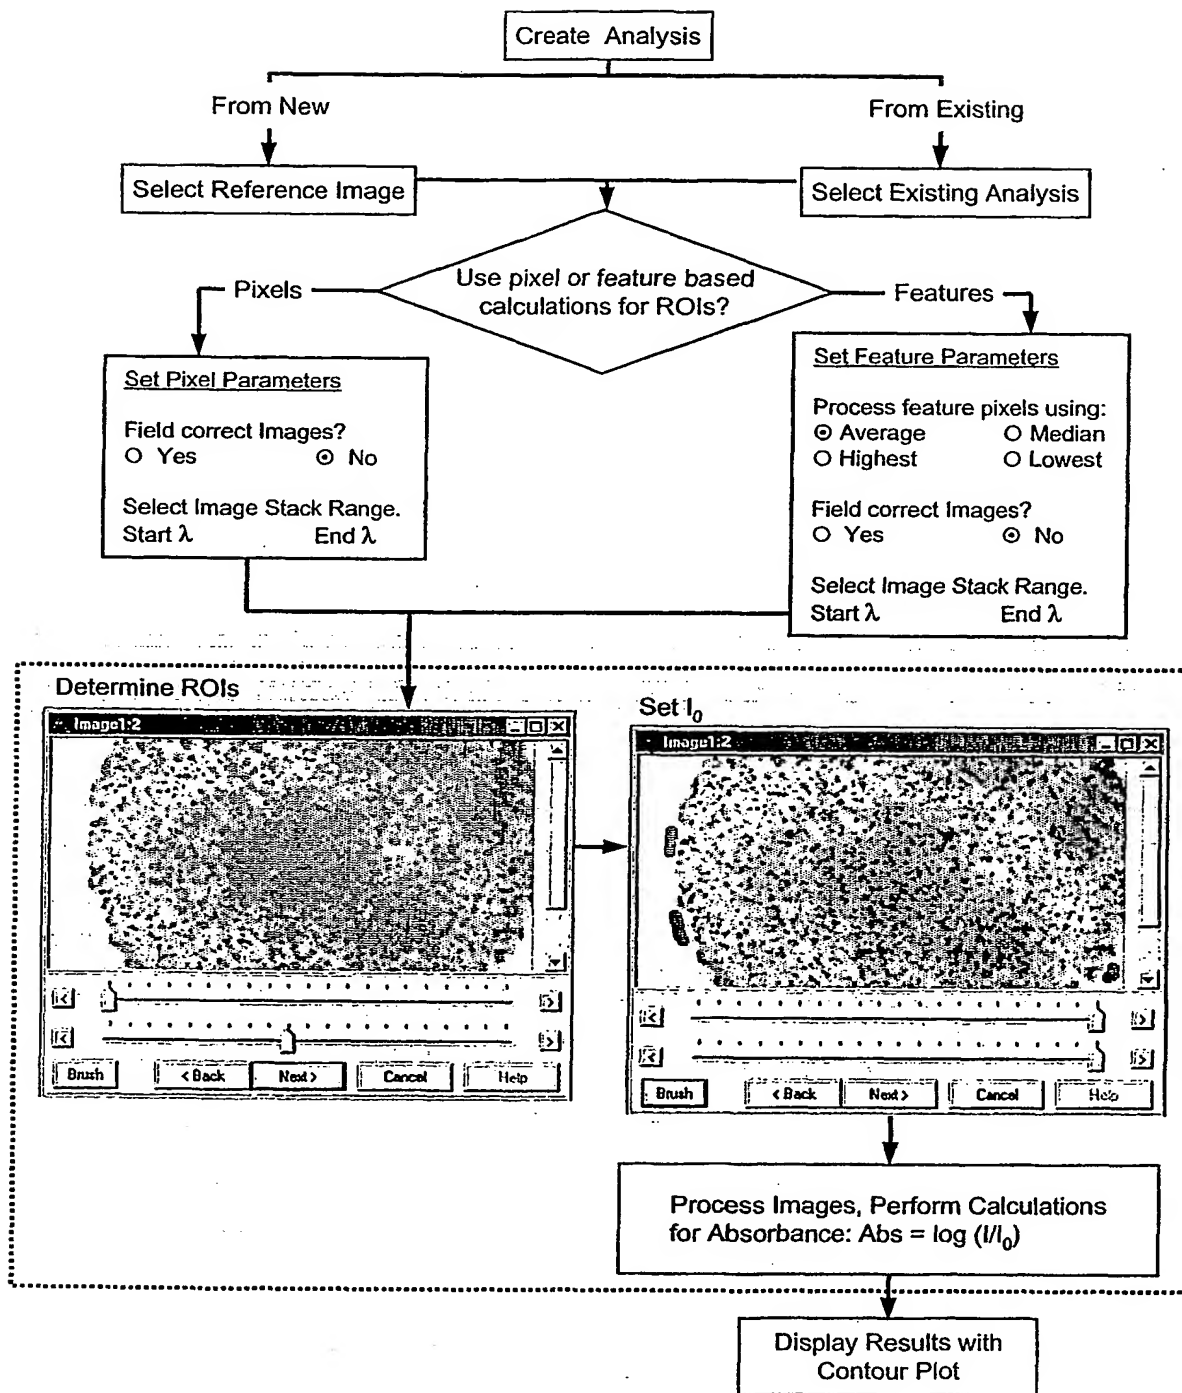 Create Analysis
From New
From Existing
Select Reference Image
Select Existing Analysis
Use pixel or feature based
calculations for ROIs?
Pixels
Features
Set Pixel Parameters
Field correct Images?
Yes No
Select Image Stack Range.
Start λ End λ
Set Feature Parameters
Process feature pixels using:
Average Median
Highest Lowest
Field correct Images?
Yes No
Select Image Stack Range.
Start λ End λ
Determine ROIs
Image1:2
Brush < Back Next > Cancel Help
Set I₀
Image1:2
Brush < Back Next > Cancel Help
Process Images, Perform Calculations
for Absorbance: Abs = log (I/I₀)
Display Results with
Contour Plot